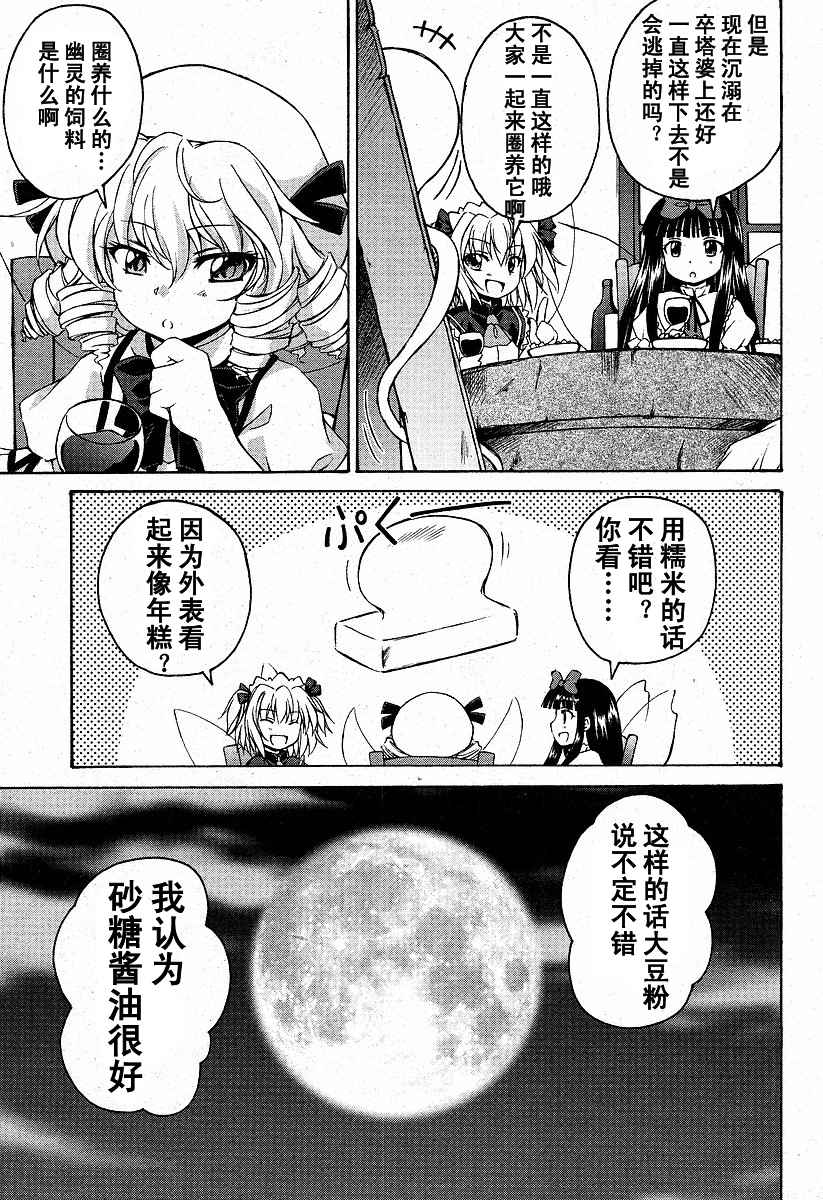 但是
现在沉溺在
卒塔婆上还好
一直这样下去不是
会逃掉的吗？
不是一直这样的哦
大家一起来圈养它啊
圈养什么的…
幽灵的饲料
是什么啊
用糯米的话
不错吧？
你看……
ぷくー
因为外表看
起来像年糕？
这样的话大豆粉
说不定不错
我认为
砂糖酱油很好